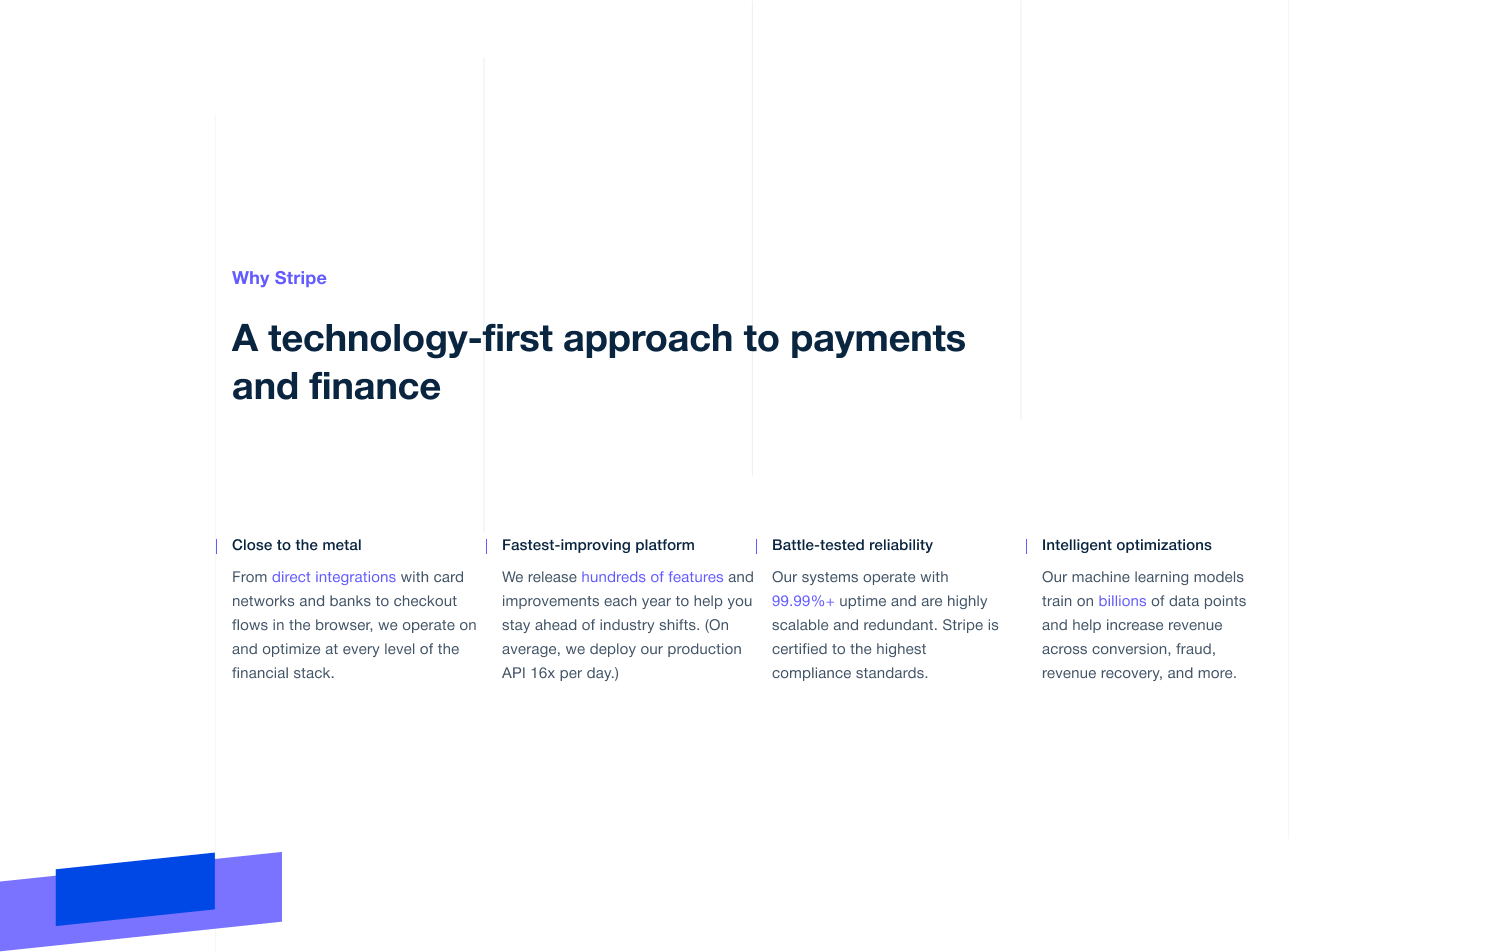 Why Stripe
A technology-first approach to payments
and finance
Close to the metal
From direct integrations with card
networks and banks to checkout
flows in the browser, we operate on
and optimize at every level of the
financial stack.
Fastest-improving platform
We release hundreds of features and
improvements each year to help you
stay ahead of industry shifts. (On
average, we deploy our production
API 16x per day.)
Battle-tested reliability
Our systems operate with
99.99%+ uptime and are highly
scalable and redundant. Stripe is
certified to the highest
compliance standards.
Intelligent optimizations
Our machine learning models
train on billions of data points
and help increase revenue
across conversion, fraud,
revenue recovery, and more.